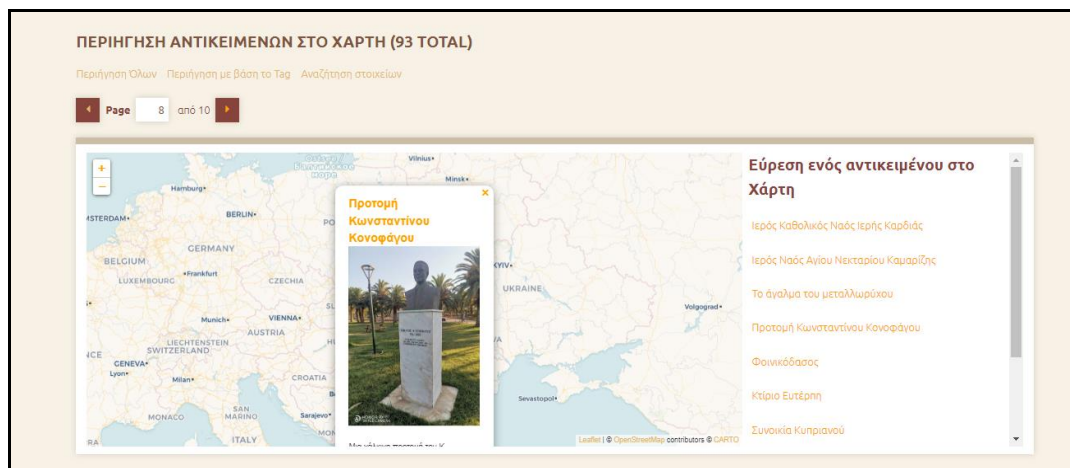 ΠΕΡΙΗΓΗΣΗ ΑΝΤΙΚΕΙΜΕΝΩΝ ΣΤΟ ΧΑΡΤΗ (93 TOTAL)
Περιήγηση Όλων Περιήγηση με βάση το Tag Αναζήτηση στοιχείων
Page 8 από 10
+
−
Vilnius
Minsk
Hamburg
BERLIN
GERMANY
BELGIUM
LUXEMBOURG
Frankfurt
CZECHIA
Munich
VIENNA
AUSTRIA
LIECHTENSTEIN
SWITZERLAND
GENEVA
Lyon
Milan
CROATIA
MONACO
SAN
MARINO
Sarajevo
ITALY
×
Προτομή
Κωνσταντίνου
Κονοφάγου
UKRAINE
Volgograd
Sevastopol
Leaflet | © OpenStreetMap contributors © CARTO
Εύρεση ενός αντικειμένου στο
Χάρτη
Ιερός Καθολικός Ναός Ιερής Καρδιάς
Ιερός Ναός Αγίου Νεκταρίου Καμαρίζης
Το άγαλμα του μεταλλωρύχου
Προτομή Κωνσταντίνου Κονοφάγου
Φοινικόδασος
Κτίριο Ευτέρπη
Συνοικία Κυπριανού